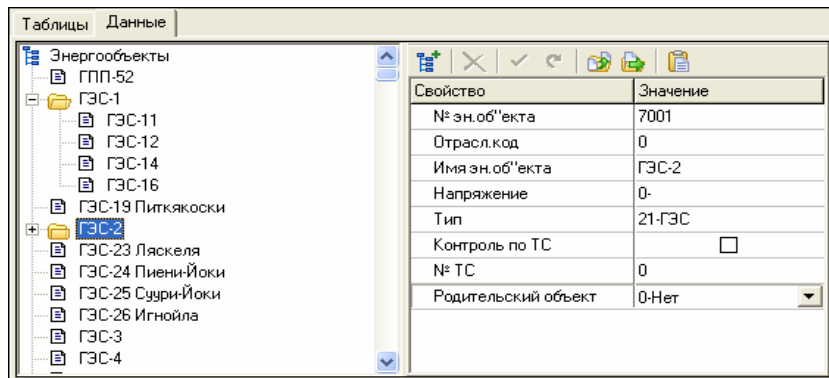 Таблицы Данные
Энергообъекты
ГПП-52
ГЭС-1
ГЭС-11
ГЭС-12
ГЭС-14
ГЭС-16
ГЭС-19 Питкякоски
ГЭС-2
ГЭС-23 Ляскеля
ГЭС-24 Пиени-Йоки
ГЭС-25 Суури-Йоки
ГЭС-26 Игнойла
ГЭС-3
ГЭС-4
Свойство Значение
№ эн.об"екта 7001
Отрасл.код 0
Имя эн.об"екта ГЭС-2
Напряжение 0-
Тип 21-ГЭС
Контроль по ТС
№ ТС 0
Родительский объект 0-Нет